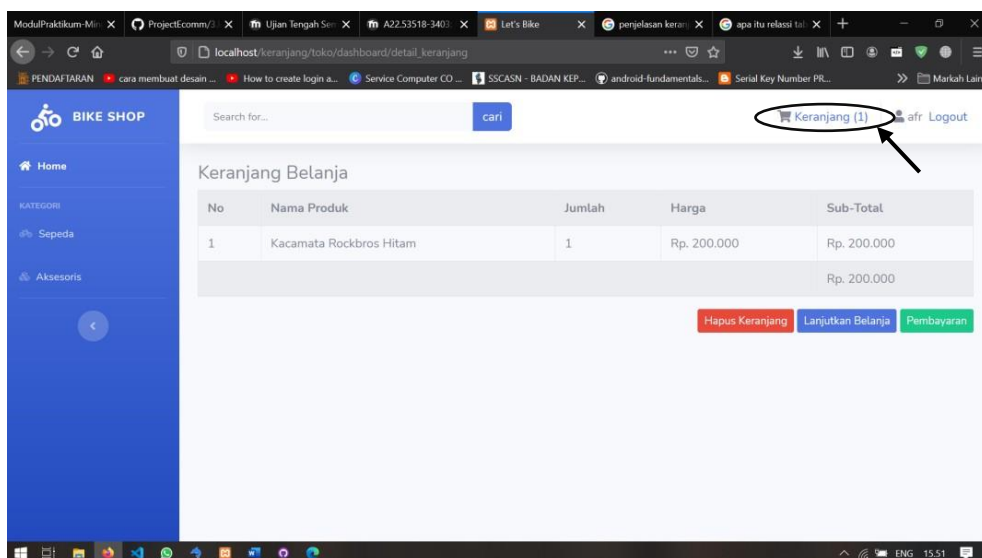 ModulPraktikum-Min
ProjectEcomm/3.
Ujian Tengah Sem
A22.53518-3403.
Let's Bike
penjelasan keranj
apa itu relassi tab
localhost/keranjang/toko/dashboard/detail_keranjang
PENDAFTARAN
cara membuat desain ...
How to create login a...
Service Computer CO ...
SSCASN - BADAN KEP...
android-fundamentals...
Serial Key Number PR...
Markah Lain
BIKE SHOP
Search for...
cari
Keranjang (1)
afr
Logout
Home
KATEGORI
Sepeda
Aksesoris
Keranjang Belanja
No Nama Produk Jumlah Harga Sub-Total
1 Kacamata Rockbros Hitam 1 Rp. 200.000 Rp. 200.000
Rp. 200.000
Hapus Keranjang
Lanjutkan Belanja
Pembayaran
ENG 15.51